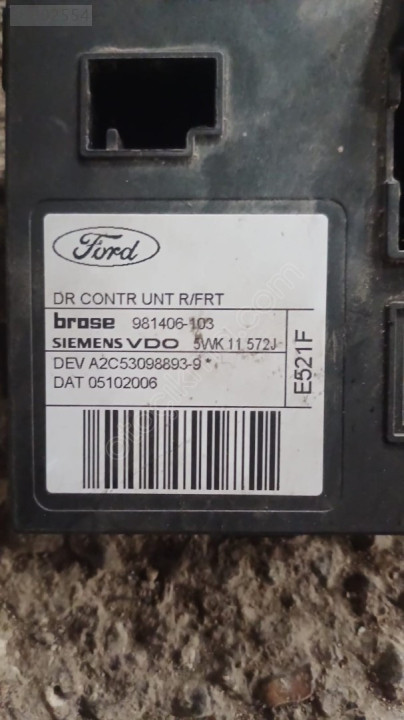 Ford
DR CONTR UNT R/FRT
brose 981406-103
SIEMENS VDO 5WK 11 572J
DEV A2C53098893-9*
DAT 05102006
E521F